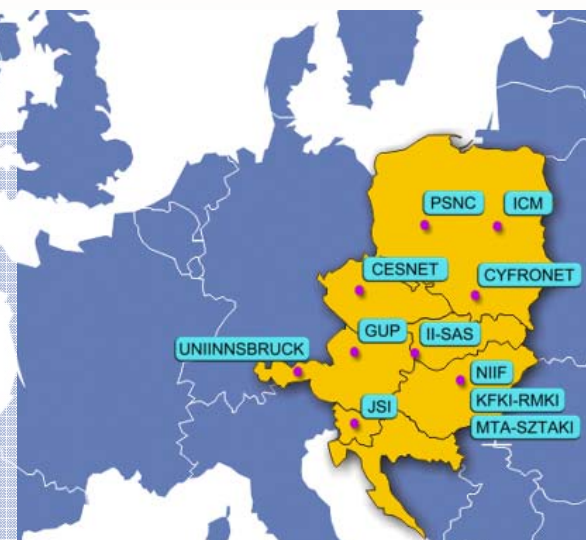 PSNC
ICM
CESNET
CYFRONET
GUP
II-SAS
UNIINNSBRUCK
NIIF
JSI
KFKI-RMKI
MTA-SZTAKI